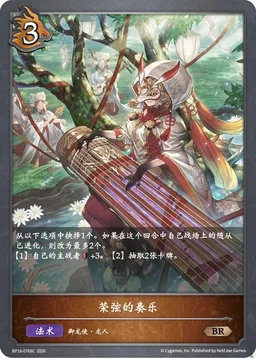 3
从以下选项中抉择1个。如果在这个回合中自己战场上的随从
已进化，则改为最多2个。
【1】自己的主战者+3。【2】抽取2张卡牌。
荣弦的奏乐
法术
御龙使·龙人
BR
© Cygames, Inc. Published by NetEase Games